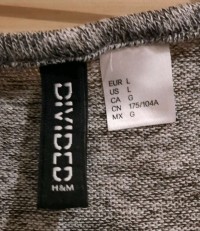 DIVIDED
H&M
EUR L
US L
CA G
CN 175/104A
MX G